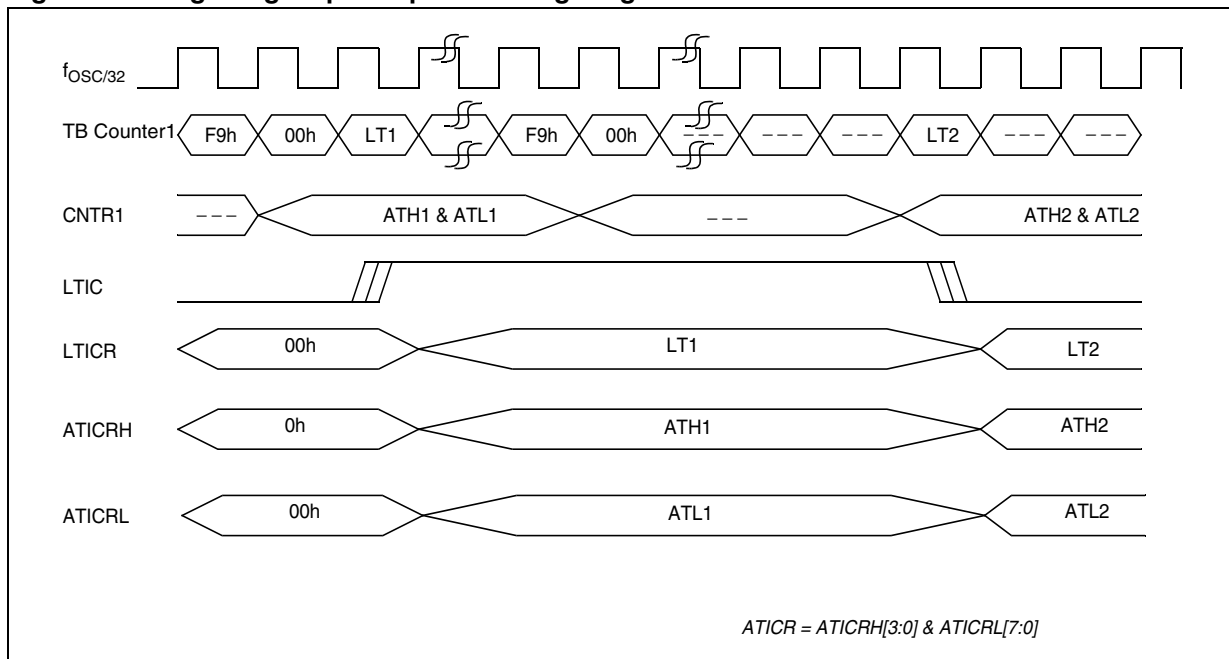 fOSC/32
TB Counter1 F9h 00h LT1 F9h 00h --- --- --- LT2 --- ---
CNTR1 --- ATH1 & ATL1 --- ATH2 & ATL2
LTIC
LTICR 00h LT1 LT2
ATICRH 0h ATH1 ATH2
ATICRL 00h ATL1 ATL2
ATICR = ATICRH[3:0] & ATICRL[7:0]